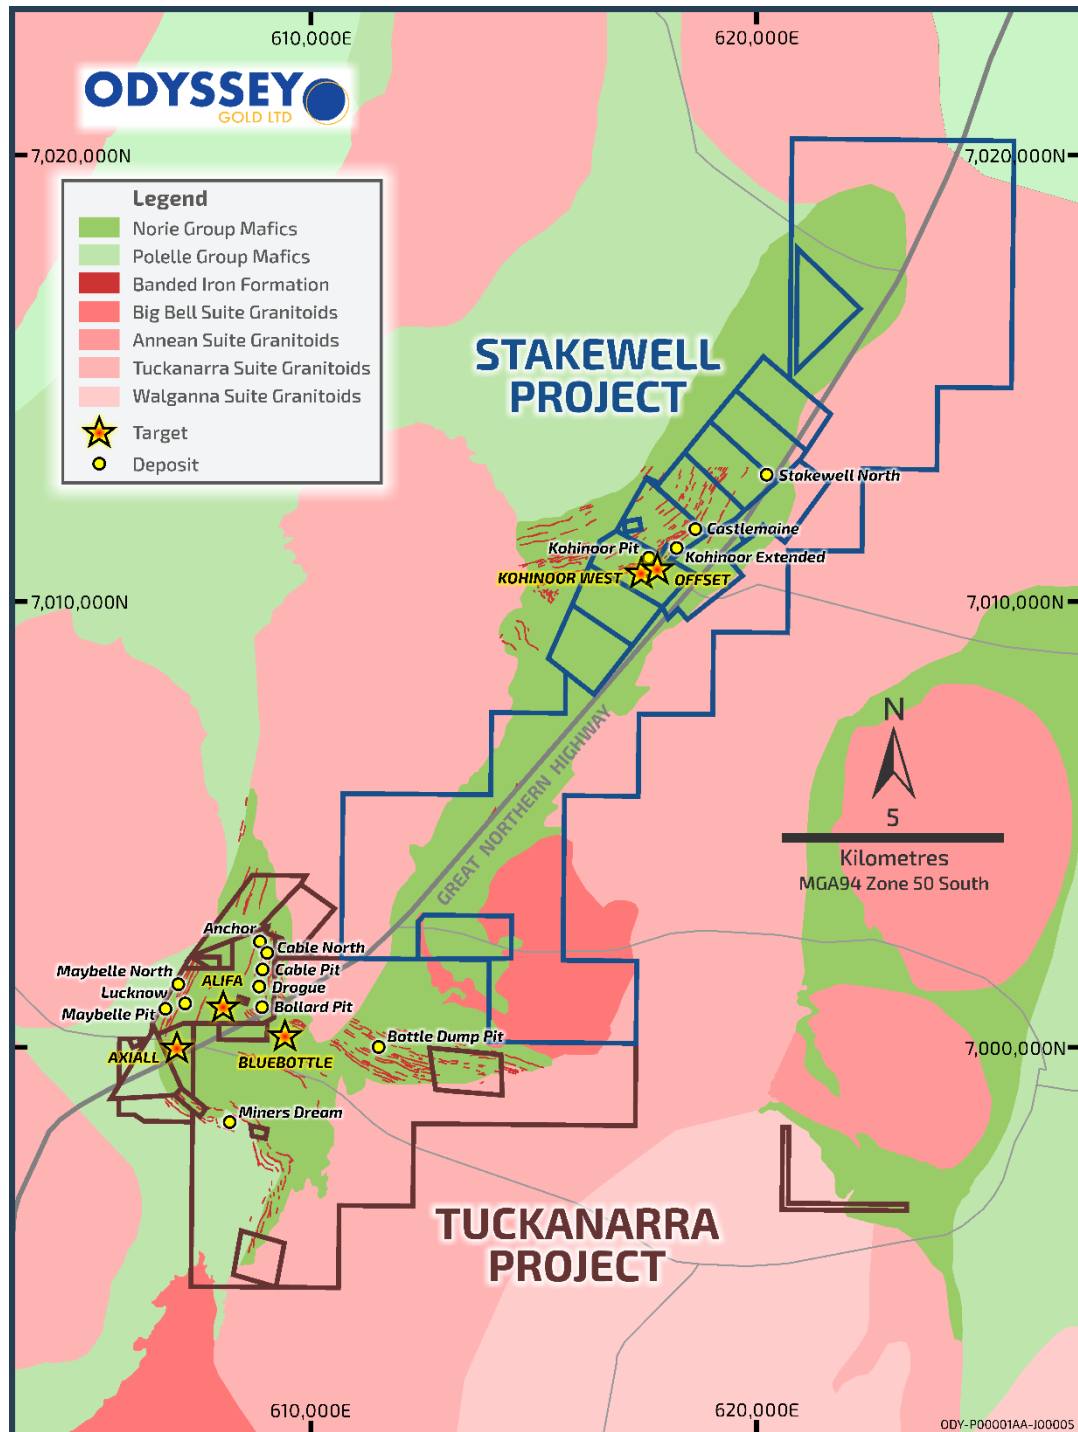 610,000E
620,000E
ODYSSEY
GOLD LTD
7,020,000N
7,020,000N
Legend
Norie Group Mafics
Polelle Group Mafics
Banded Iron Formation
Big Bell Suite Granitoids
Annean Suite Granitoids
Tuckanarra Suite Granitoids
Walganna Suite Granitoids
Target
Deposit
STAKEWELL
PROJECT
Stakewell North
Castlemaine
Kohinoor Pit
Kohinoor Extended
KOHINOOR WEST
OFFSET
7,010,000N
7,010,000N
GREAT NORTHERN HIGHWAY
N
5
Kilometres
MGA94 Zone 50 South
Anchor
Cable North
Maybelle North
ALIFA
Cable Pit
Lucknow
Drogue
Maybelle Pit
Bollard Pit
AXIALL
BLUEBOTTLE
Bottle Dump Pit
7,000,000N
Miners Dream
TUCKANARRA
PROJECT
610,000E
620,000E
ODY-P00001AA-J00005